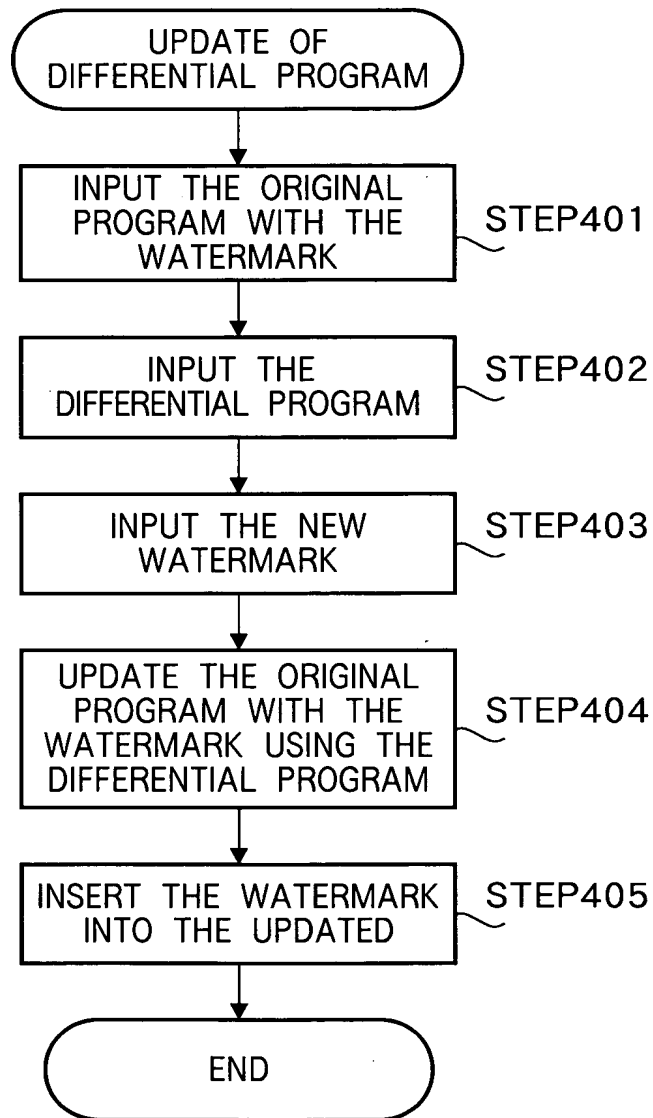 UPDATE OF
DIFFERENTIAL PROGRAM
INPUT THE ORIGINAL
PROGRAM WITH THE
WATERMARK
STEP401
INPUT THE
DIFFERENTIAL PROGRAM
STEP402
INPUT THE NEW
WATERMARK
STEP403
UPDATE THE ORIGINAL
PROGRAM WITH THE
WATERMARK USING THE
DIFFERENTIAL PROGRAM
STEP404
INSERT THE WATERMARK
INTO THE UPDATED
STEP405
END